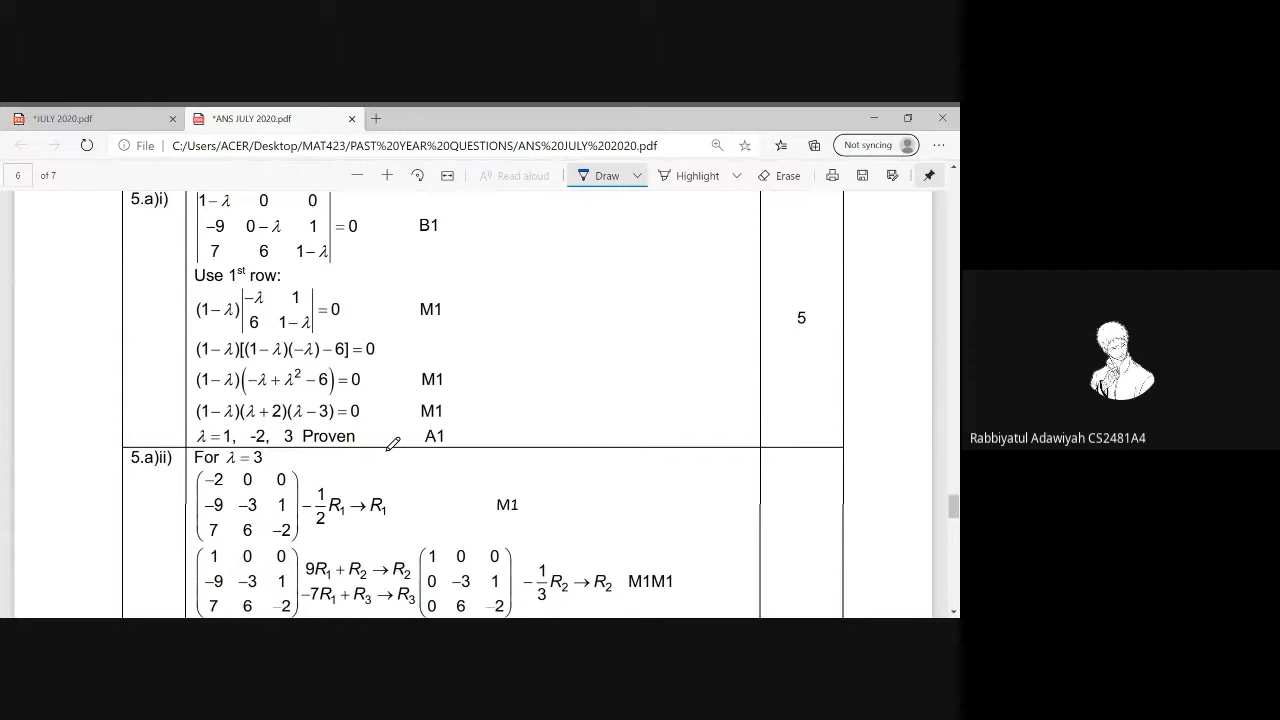 *JULY 2020.pdf
*ANS JULY 2020.pdf
File C:/Users/ACER/Desktop/MAT423/PAST%20YEAR%20QUESTIONS/ANS%20JULY%202020.pdf Not syncing
6 of 7 Read aloud Draw Highlight Erase
5.a)i) 1−λ 0 0
−9 0−λ 1 =0 B1
7 6 1−λ
Use 1st row:
−λ 1
(1−λ) =0 M1
6 1−λ
5
(1−λ)[(1−λ)(−λ)−6]=0
(1−λ)(−λ+λ²−6)=0 M1
(1−λ)(λ+2)(λ−3)=0 M1
λ=1, -2, 3 Proven A1
5.a)ii) For λ=3
−2 0 0
−9 −3 1 −1/2 R₁→R₁ M1
7 6 −2
1 0 0 9R₁+R₂→R₂ 1 0 0
−9 −3 1 0 −3 1 −1/3 R₂→R₂ M1M1
7 6 −2 −7R₁+R₃→R₃ 0 6 −2
Rabbiyatul Adawiyah CS2481A4